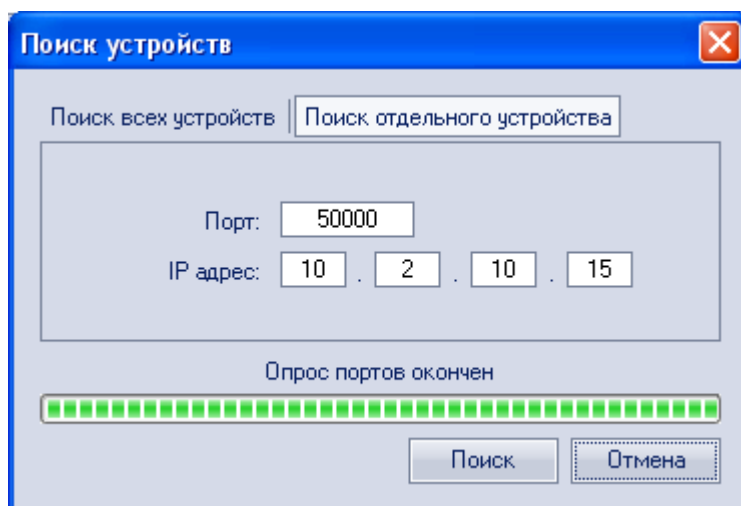 Поиск устройств
Поиск всех устройств Поиск отдельного устройства
Порт: 50000
IP адрес: 10 . 2 . 10 . 15
Опрос портов окончен
Поиск Отмена